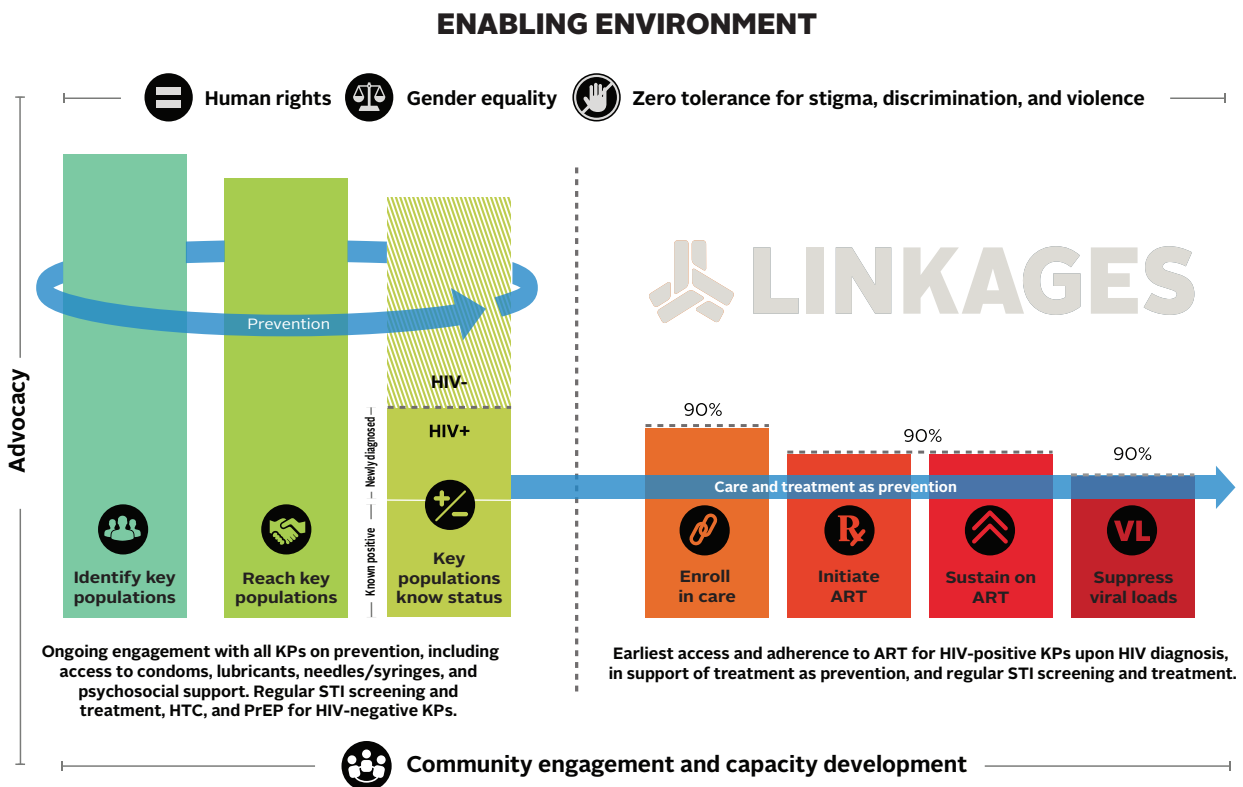 ENABLING ENVIRONMENT
Human rights
Gender equality
Zero tolerance for stigma, discrimination, and violence
Advocacy
Prevention
HIV-
HIV+
Newly diagnosed
Known positive
Identify key
populations
Reach key
populations
+/−
Key
populations
know status
LINKAGES
90%
90%
90%
Care and treatment as prevention
Enroll
in care
Rx
Initiate
ART
Sustain on
ART
VL
Suppress
viral loads
Ongoing engagement with all KPs on prevention, including
access to condoms, lubricants, needles/syringes, and
psychosocial support. Regular STI screening and
treatment, HTC, and PrEP for HIV-negative KPs.
Earliest access and adherence to ART for HIV-positive KPs upon HIV diagnosis,
in support of treatment as prevention, and regular STI screening and treatment.
Community engagement and capacity development